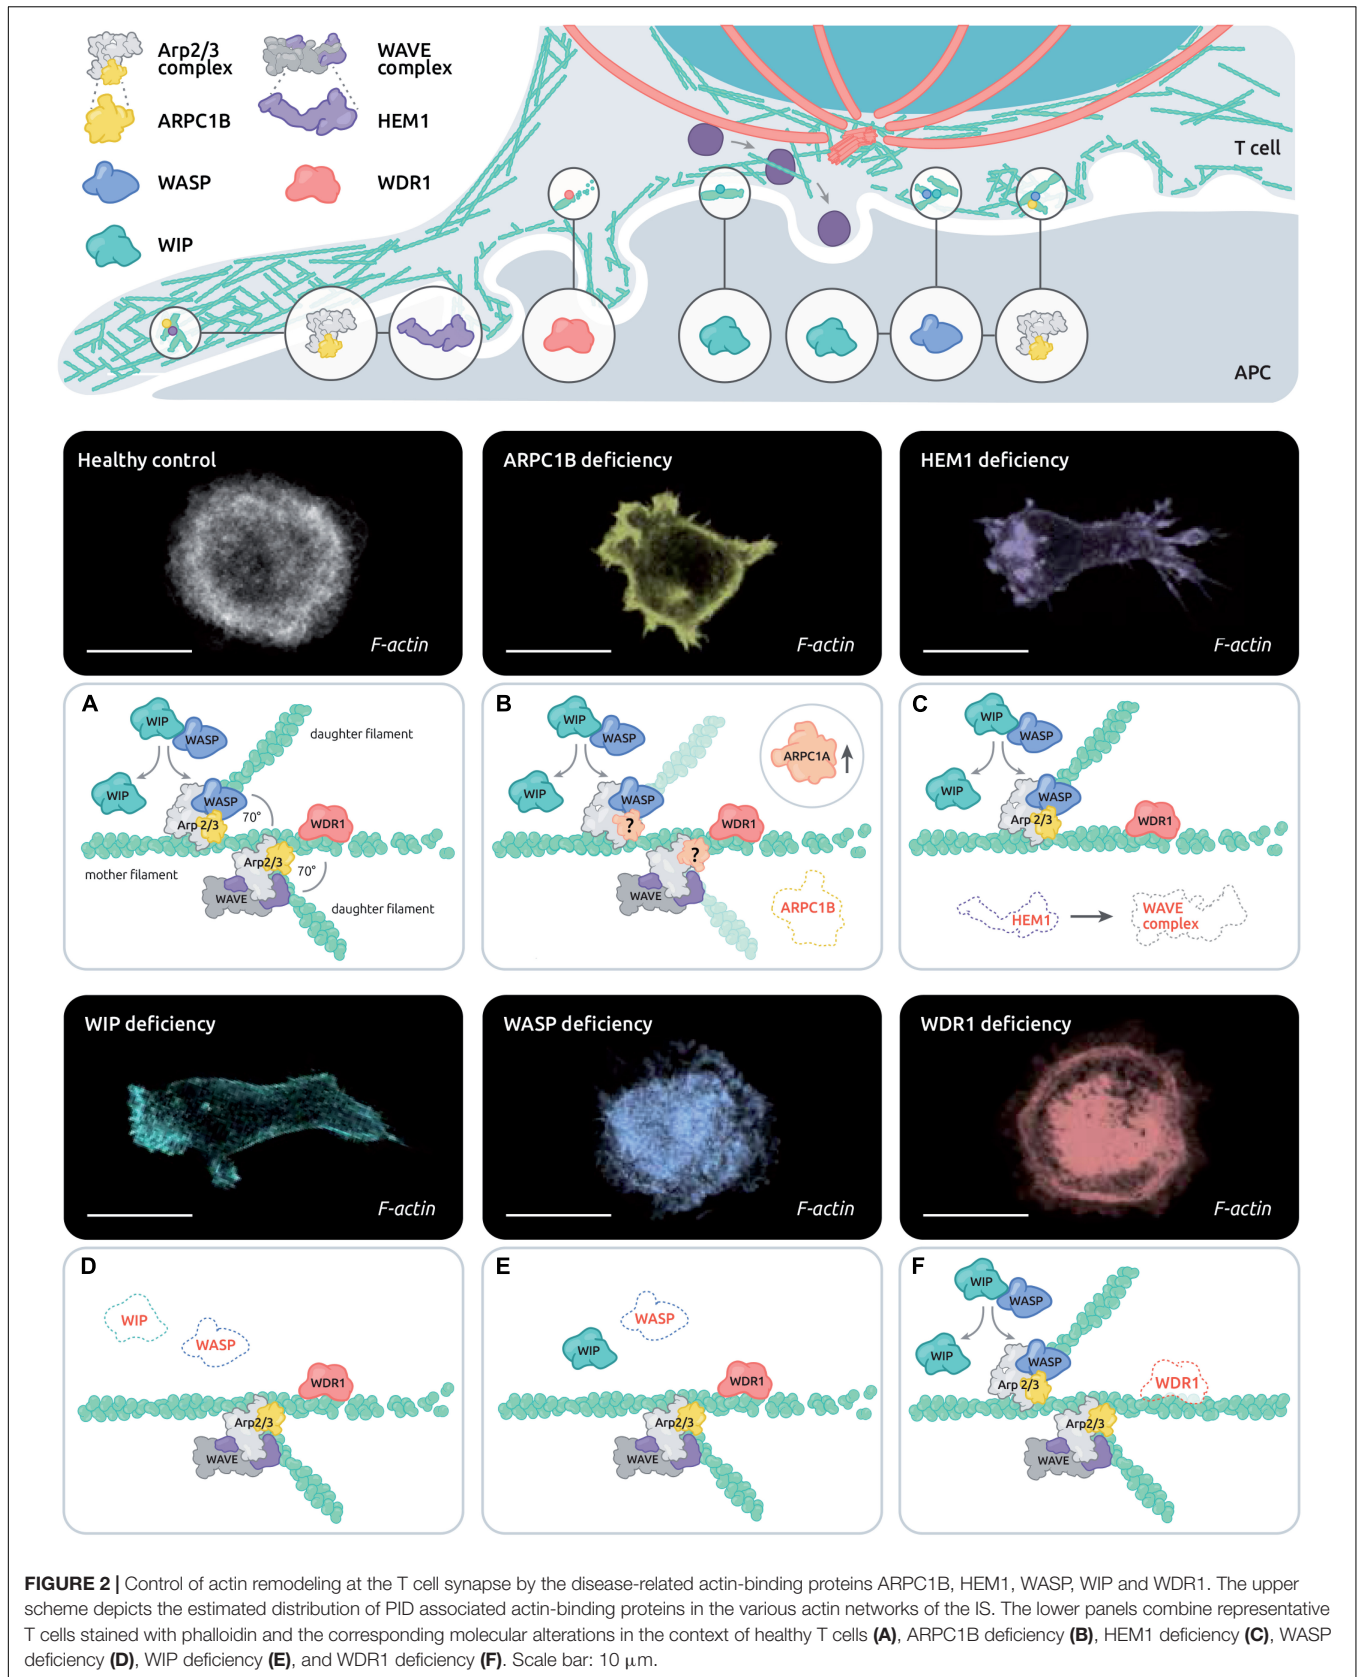 Arp2/3
complex
WAVE
complex
ARPC1B
HEM1
WASP
WDR1
WIP
T cell
APC
Healthy control
F-actin
ARPC1B deficiency
F-actin
HEM1 deficiency
F-actin
A
WIP
WASP
daughter filament
WIP
WASP
Arp 2/3
70°
WDR1
mother filament
Arp2/3
70°
WAVE
daughter filament
B
WIP
WASP
ARPC1A
WIP
WASP
?
WDR1
?
WAVE
ARPC1B
C
WIP
WASP
WIP
WASP
Arp 2/3
WDR1
HEM1
WAVE
complex
WIP deficiency
F-actin
WASP deficiency
F-actin
WDR1 deficiency
F-actin
D
WIP
WASP
WDR1
Arp2/3
WAVE
E
WASP
WIP
WDR1
Arp2/3
WAVE
F
WIP
WASP
WIP
WASP
Arp 2/3
WDR1
Arp2/3
WAVE
FIGURE 2 | Control of actin remodeling at the T cell synapse by the disease-related actin-binding proteins ARPC1B, HEM1, WASP, WIP and WDR1. The upper
scheme depicts the estimated distribution of PID associated actin-binding proteins in the various actin networks of the IS. The lower panels combine representative
T cells stained with phalloidin and the corresponding molecular alterations in the context of healthy T cells (A), ARPC1B deficiency (B), HEM1 deficiency (C), WASP
deficiency (D), WIP deficiency (E), and WDR1 deficiency (F). Scale bar: 10 μm.